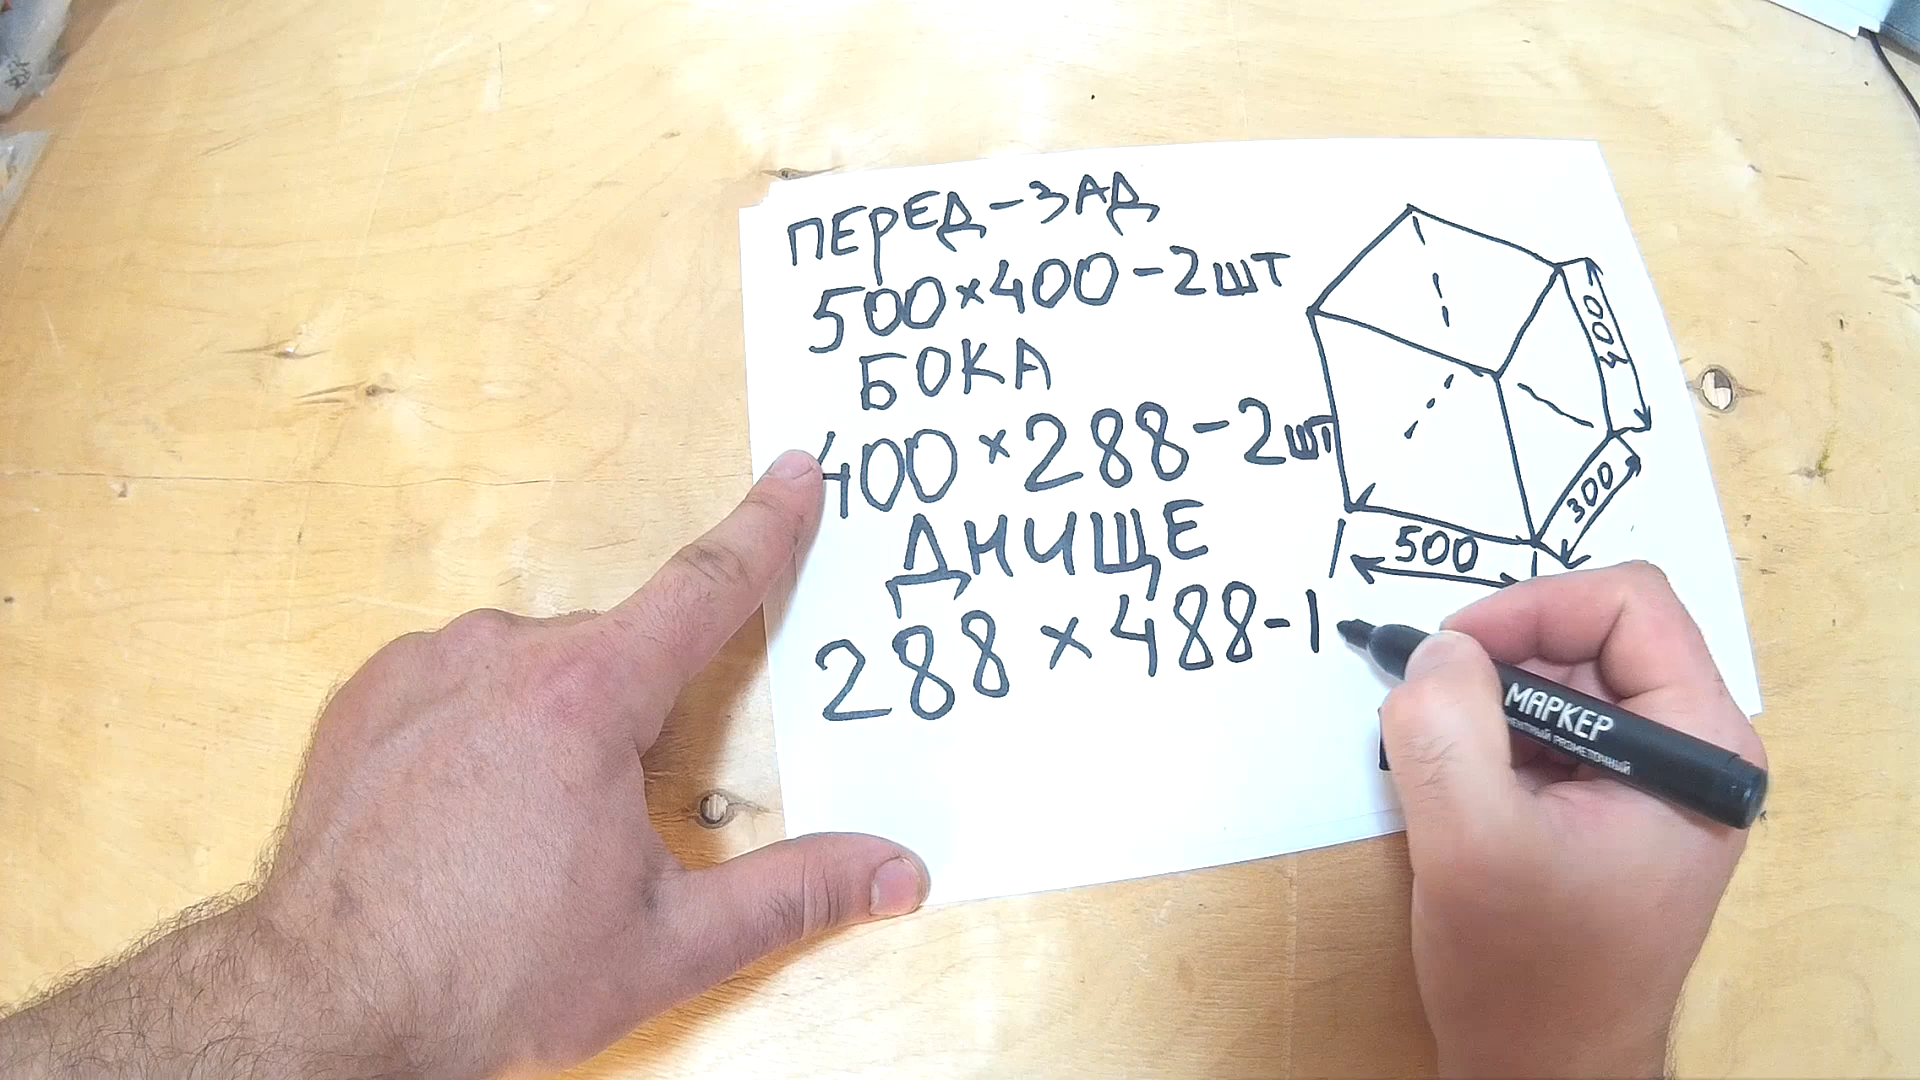 ПЕРЕД-ЗАД
500×400-2шт
БОКА
400×288-2шт
ДНИЩЕ
288×488-1
400
300
500
МАРКЕР